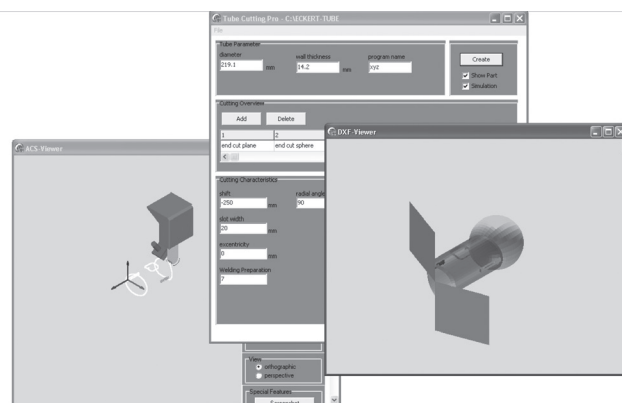 Tube Cutting Pro - C:\ECKERT-TUBE
File
Tube Parameter
diameter
wall thickness
program name
219.1
mm
14.2
mm
xyz
Create
Show Part
Simulation
Cutting Overview
Add
Delete
1
2
end cut plane
end cut sphere
ACS-Viewer
DXF-Viewer
Cutting Characteristics
shift
radial angle
-250
mm
90
slot width
20
mm
excentricity
0
mm
Welding Preparation
7
View
orthographic
perspective
Special Features
Screenshot